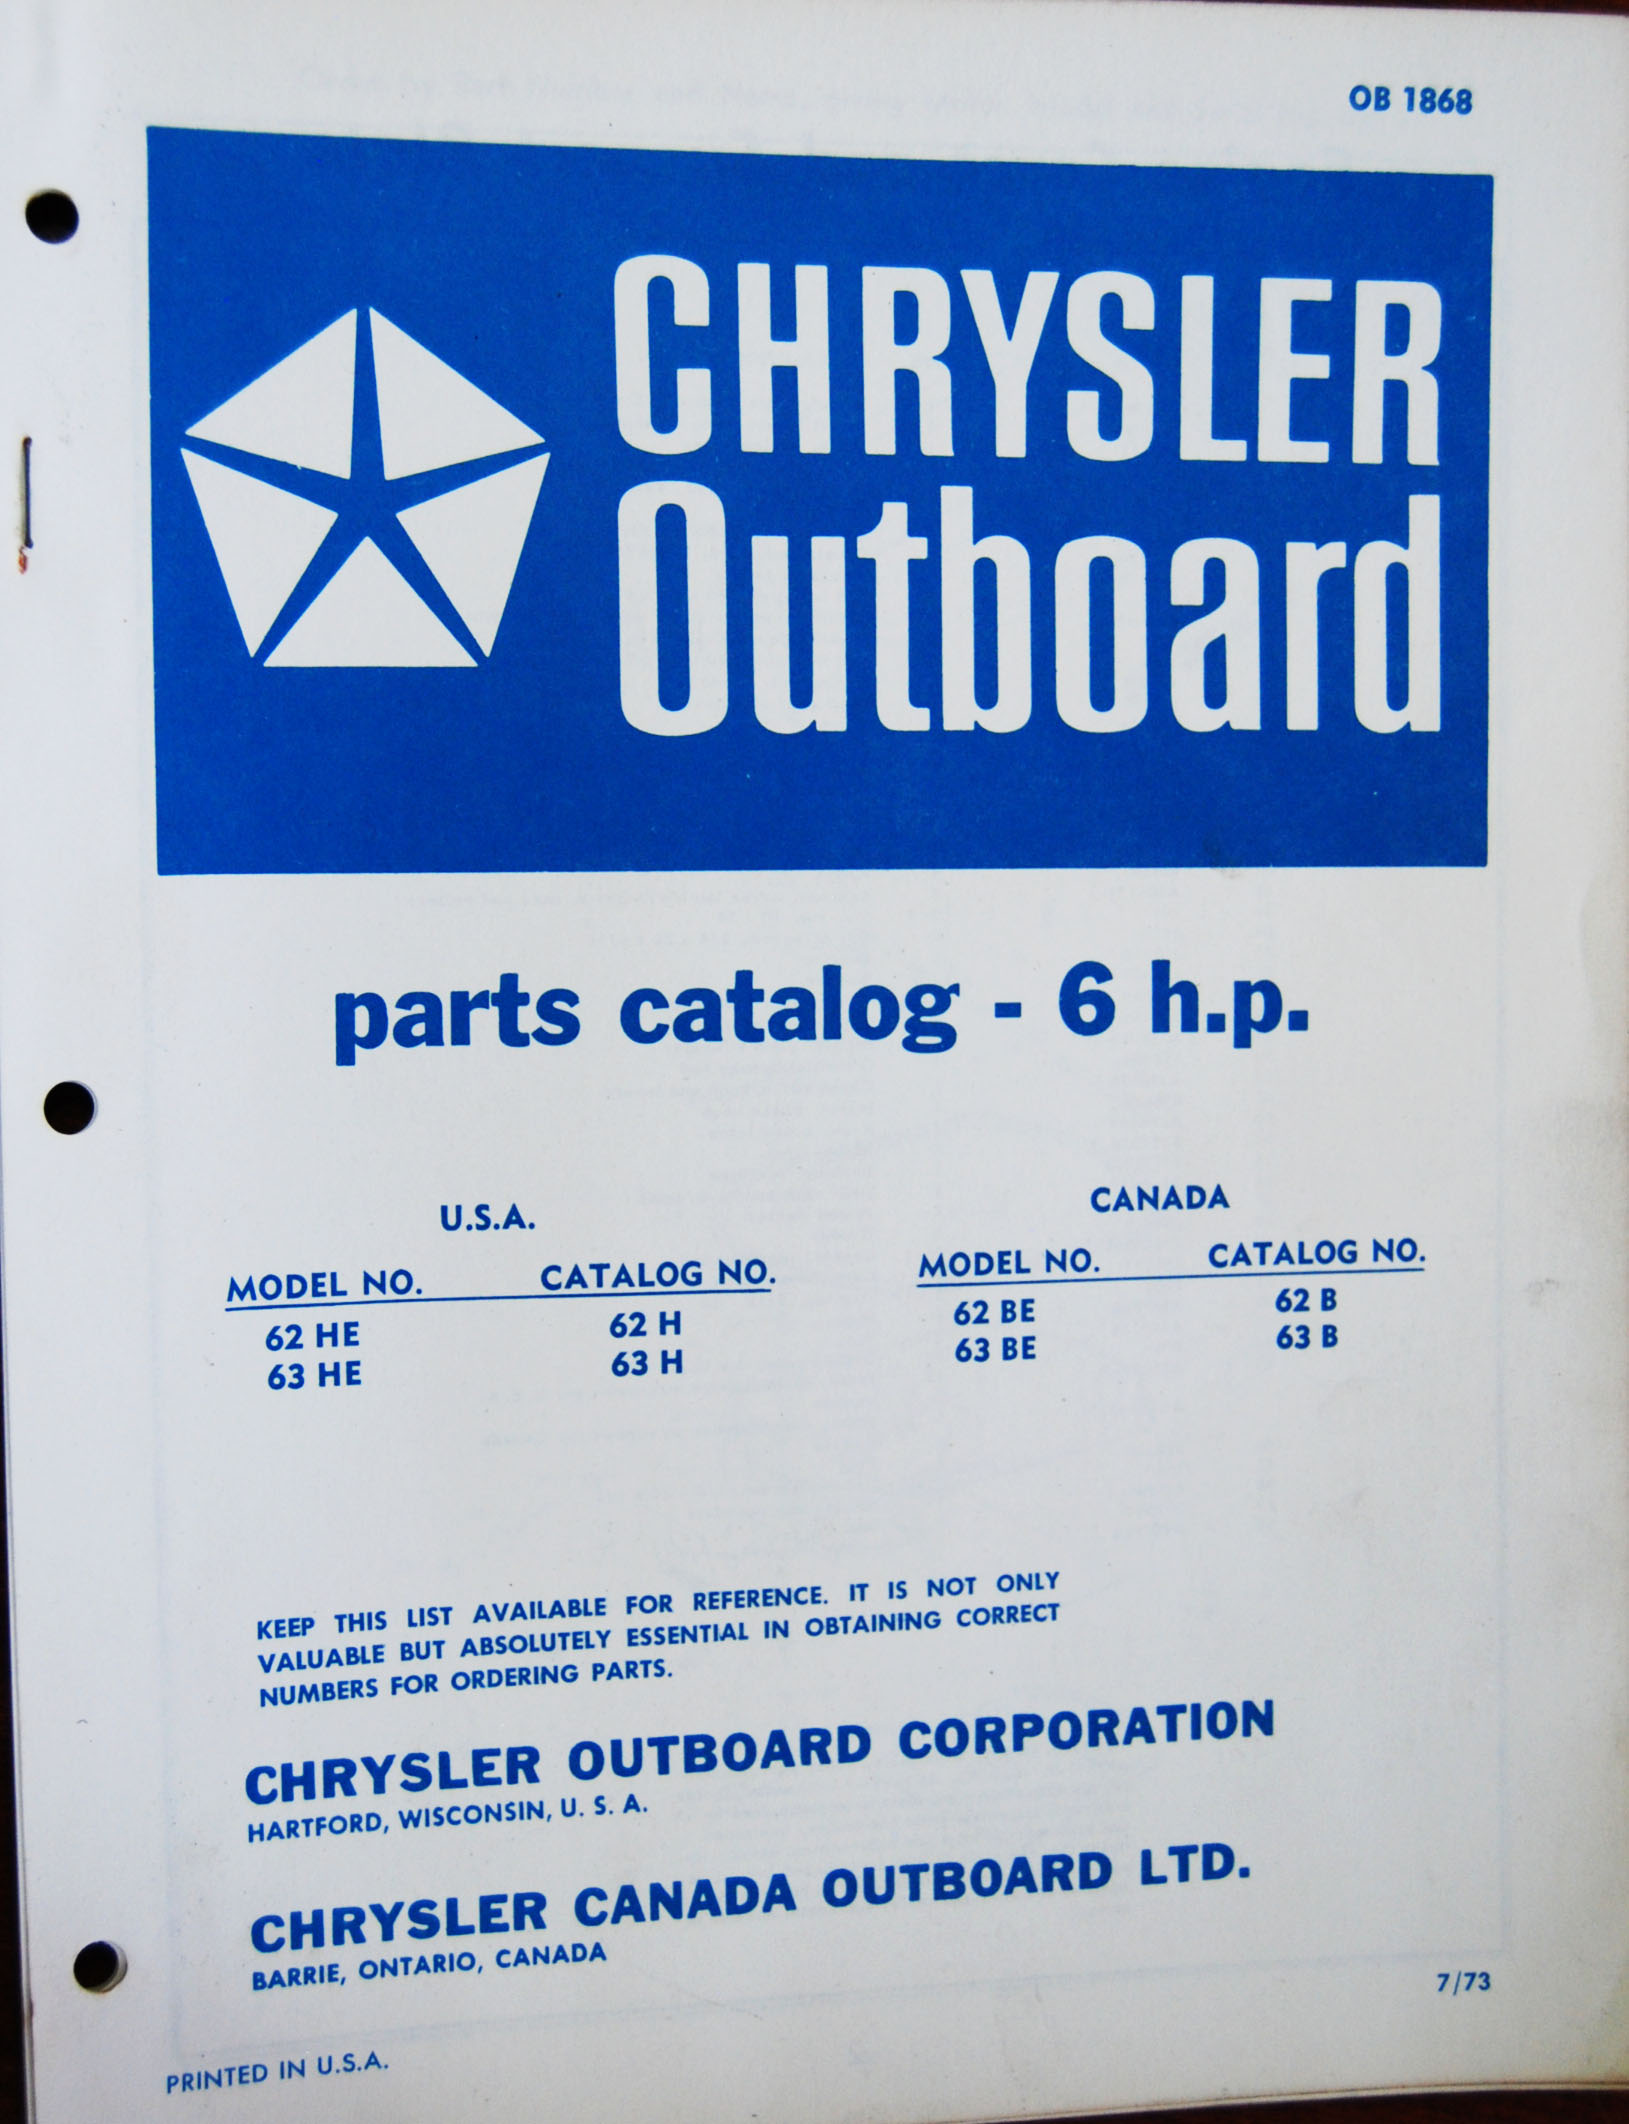 OB 1868
CHRYSLER
Outboard
parts catalog - 6 h.p.
U.S.A.
MODEL NO. CATALOG NO.
62 HE 62 H
63 HE 63 H
CANADA
MODEL NO. CATALOG NO.
62 BE 62 B
63 BE 63 B
KEEP THIS LIST AVAILABLE FOR REFERENCE. IT IS NOT ONLY
VALUABLE BUT ABSOLUTELY ESSENTIAL IN OBTAINING CORRECT
NUMBERS FOR ORDERING PARTS.
CHRYSLER OUTBOARD CORPORATION
HARTFORD, WISCONSIN, U. S. A.
CHRYSLER CANADA OUTBOARD LTD.
BARRIE, ONTARIO, CANADA
7/73
PRINTED IN U.S.A.